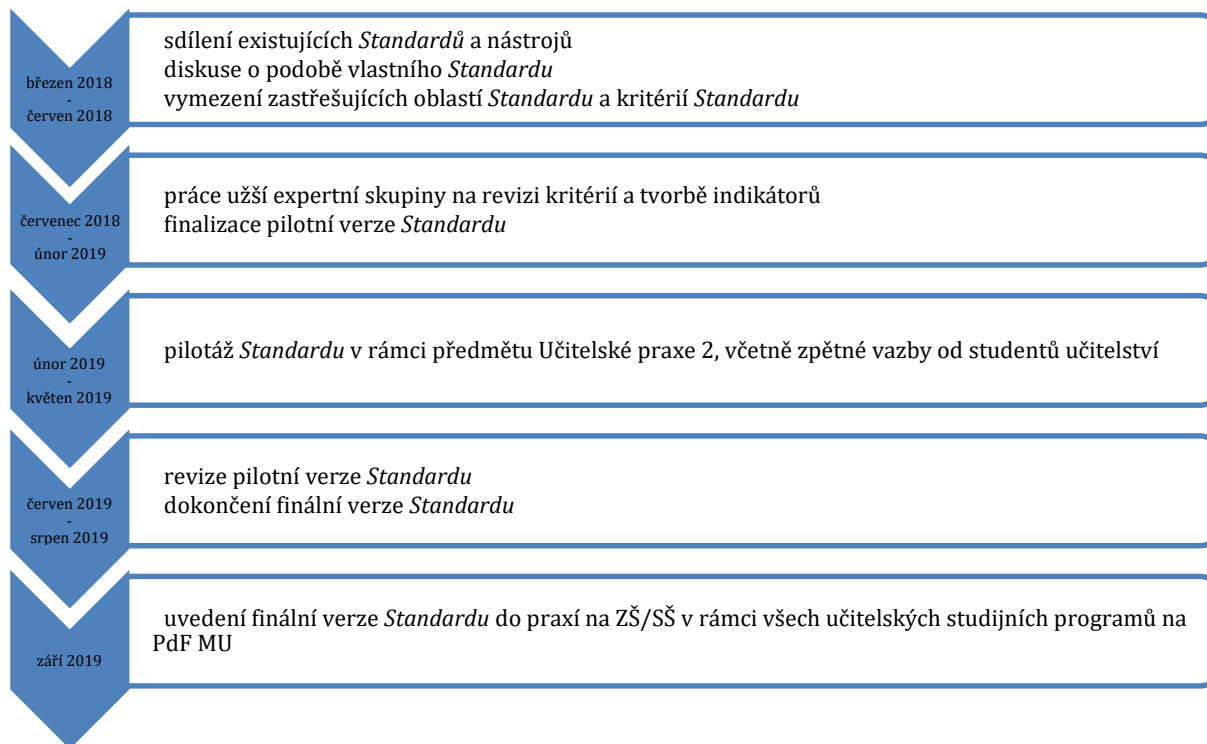 březen 2018
-
červen 2018
sdílení existujících Standardů a nástrojů
diskuse o podobě vlastního Standardu
vymezení zastřešujících oblastí Standardu a kritérií Standardu
červenec 2018
-
únor 2019
práce užší expertní skupiny na revizi kritérií a tvorbě indikátorů
finalizace pilotní verze Standardu
únor 2019
-
květen 2019
pilotáž Standardu v rámci předmětu Učitelské praxe 2, včetně zpětné vazby od studentů učitelství
červen 2019
-
srpen 2019
revize pilotní verze Standardu
dokončení finální verze Standardu
září 2019
uvedení finální verze Standardu do praxí na ZŠ/SŠ v rámci všech učitelských studijních programů na
PdF MU